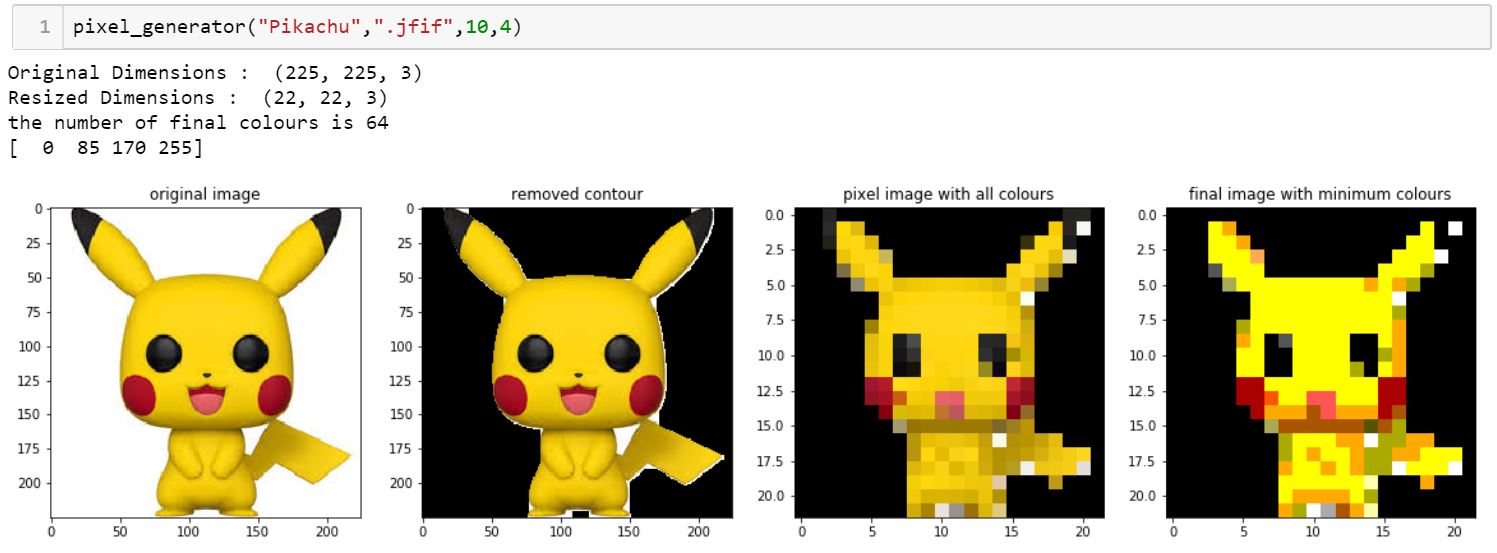 1 pixel_generator("Pikachu",".jfif",10,4)
Original Dimensions :  (225, 225, 3)
Resized Dimensions :  (22, 22, 3)
the number of final colours is 64
[  0  85 170 255]
original image
0
25
50
75
100
125
150
175
200
0 50 100 150 200
removed contour
0
25
50
75
100
125
150
175
200
0 50 100 150 200
pixel image with all colours
0.0
2.5
5.0
7.5
10.0
12.5
15.0
17.5
20.0
0 5 10 15 20
final image with minimum colours
0.0
2.5
5.0
7.5
10.0
12.5
15.0
17.5
20.0
0 5 10 15 20